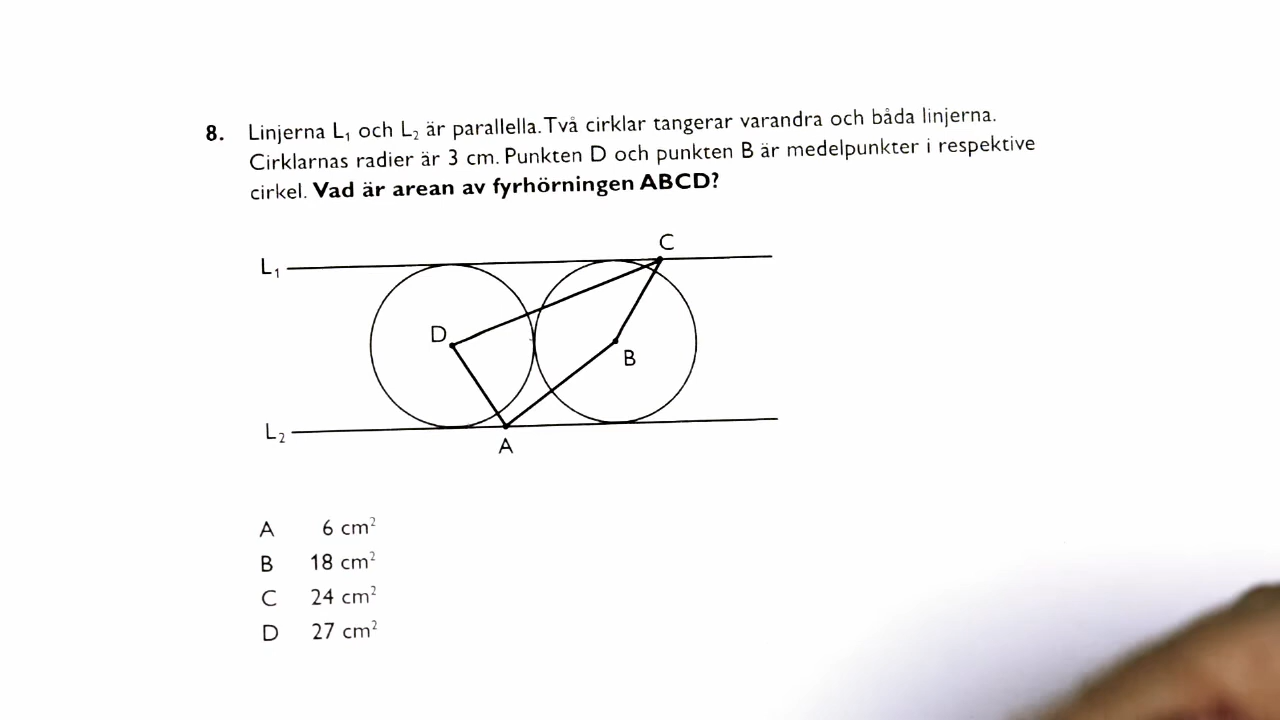 8. Linjerna L₁ och L₂ är parallella. Två cirklar tangerar varandra och båda linjerna.
Cirklarnas radier är 3 cm. Punkten D och punkten B är medelpunkter i respektive
cirkel. Vad är arean av fyrhörningen ABCD?
C
L₁
D
B
L₂
A
A 6 cm²
B 18 cm²
C 24 cm²
D 27 cm²